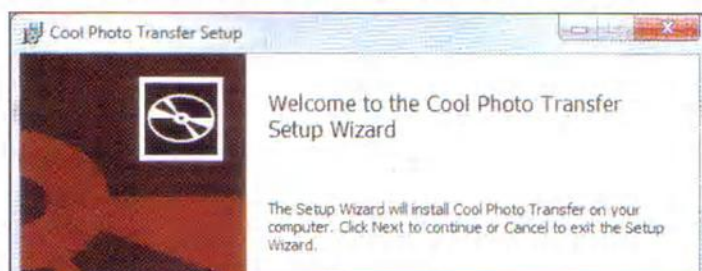 Cool Photo Transfer Setup
Welcome to the Cool Photo Transfer
Setup Wizard
The Setup Wizard will install Cool Photo Transfer on your
computer. Click Next to continue or Cancel to exit the Setup
Wizard.